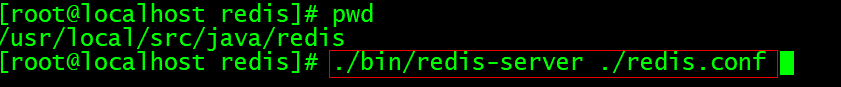 [root@localhost redis]# pwd
/usr/local/src/java/redis
[root@localhost redis]# ./bin/redis-server ./redis.conf